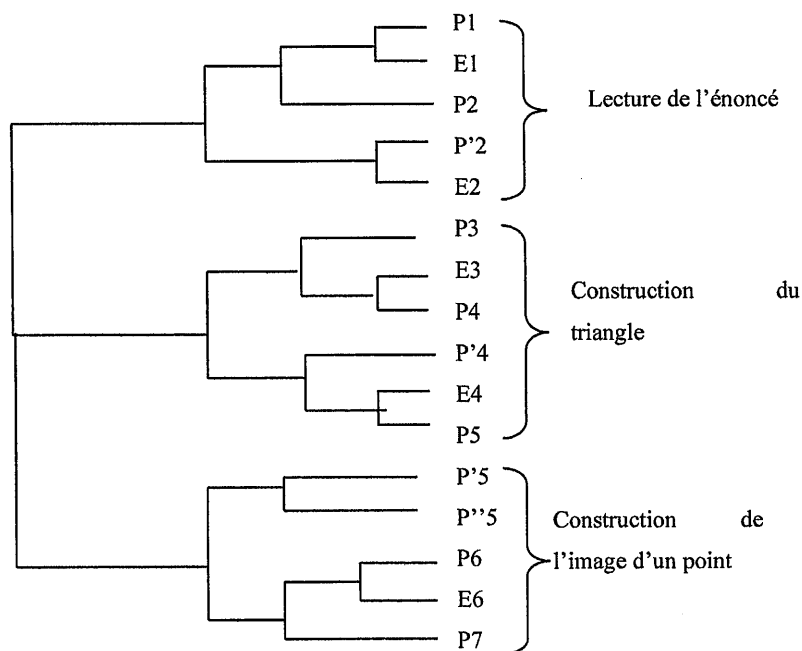 P1
E1
P2
P'2
E2
Lecture de l'énoncé
P3
E3
P4
P'4
E4
P5
Construction du
triangle
P'5
P''5
P6
E6
P7
Construction de
l'image d'un point